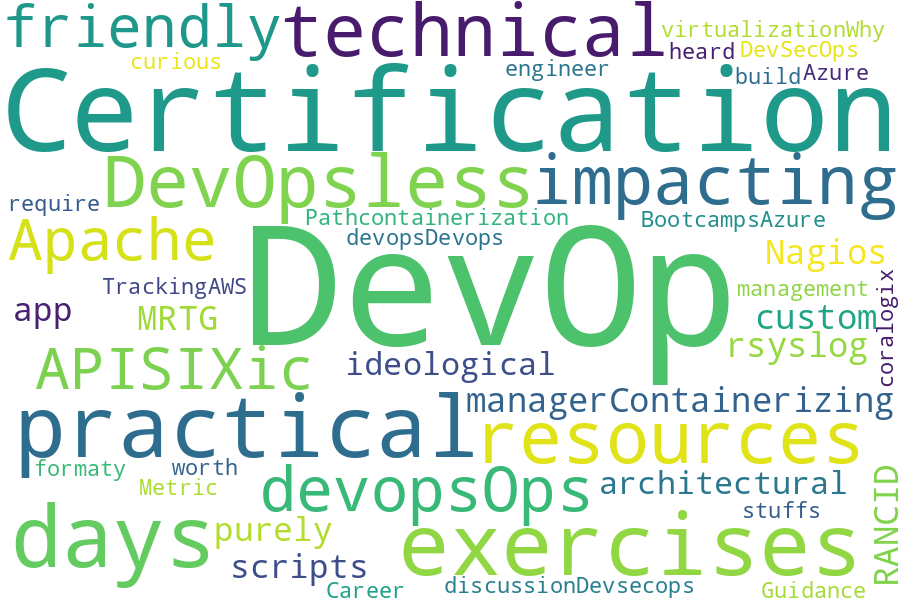 friendly
technical
virtualizationWhy
curious
heard
DevSecOps
engineer
build
Azure
Certification
DevOpsless
impacting
require
Pathcontainerization
BootcampsAzure
Apache
devopsDevops
DevOp
Nagios
TrackingAWS
management
app
MRTG
custom
coralogix
rsyslog
APISIXic
ideological
practical
managerContainerizing
resources
formaty
worth
Metric
devopsOps
architectural
RANCID
days
purely
stuffs
exercises
scripts
Career
discussionDevsecops
Guidance